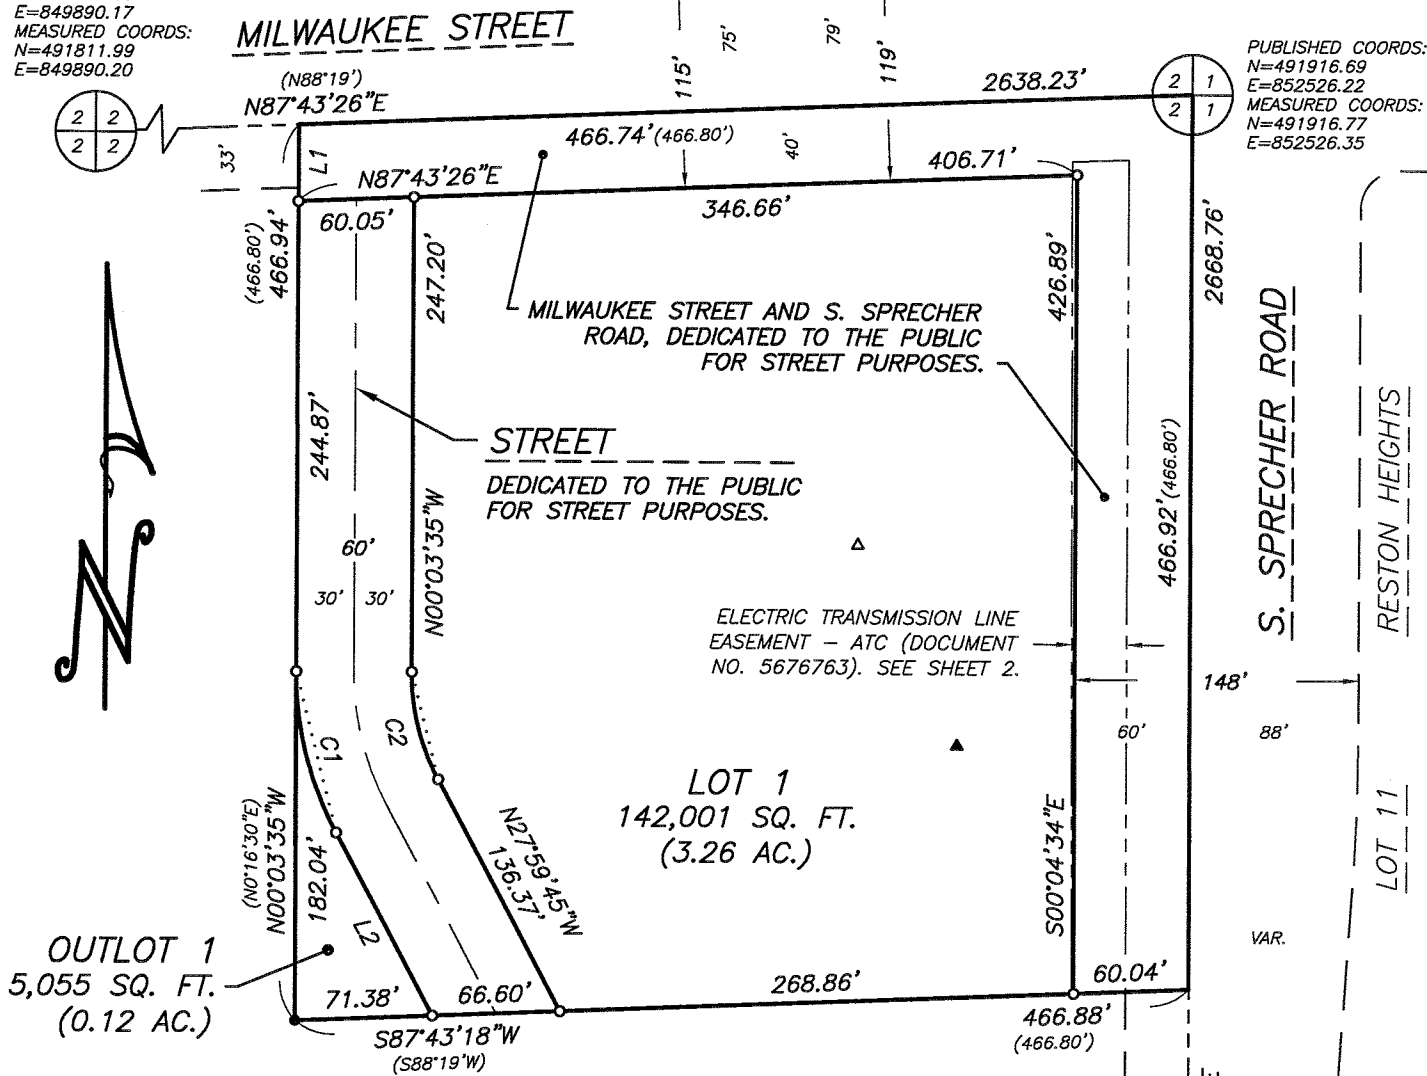 E=849890.17
MEASURED COORDS:
N=491811.99
E=849890.20
MILWAUKEE STREET
(N88°19')
N87°43'26"E
2 2
2 2
33'
L1
75'
79'
115'
119'
2638.23'
2 1
2 1
PUBLISHED COORDS:
N=491916.69
E=852526.22
MEASURED COORDS:
N=491916.77
E=852526.35
466.74' (466.80')
40'
406.71'
N87°43'26"E
60.05'
346.66'
(466.80')
466.94'
247.20'
426.89'
2668.76'
MILWAUKEE STREET AND S. SPRECHER
ROAD, DEDICATED TO THE PUBLIC
FOR STREET PURPOSES.
244.87'
STREET
DEDICATED TO THE PUBLIC
FOR STREET PURPOSES.
60'
30' 30'
N00°03'35"W
466.92' (466.80')
S. SPRECHER ROAD
RESTON HEIGHTS
ELECTRIC TRANSMISSION LINE
EASEMENT – ATC (DOCUMENT
NO. 5676763). SEE SHEET 2.
148'
60'
88'
C1
C2
LOT 1
142,001 SQ. FT.
(3.26 AC.)
N27°59'45"W
136.37'
(N0°16'30"E)
N00°03'35"W
182.04'
L2
S00°04'34"E
LOT 11
VAR.
OUTLOT 1
5,055 SQ. FT.
(0.12 AC.)
71.38'
66.60'
268.86'
60.04'
S87°43'18"W
(S88°19'W)
466.88'
(466.80')
N